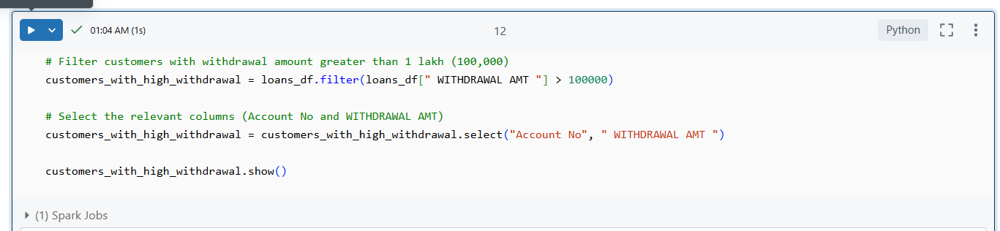 01:04 AM (1s)
12
Python
# Filter customers with withdrawal amount greater than 1 lakh (100,000)
customers_with_high_withdrawal = loans_df.filter(loans_df[" WITHDRAWAL AMT "] > 100000)
# Select the relevant columns (Account No and WITHDRAWAL AMT)
customers_with_high_withdrawal = customers_with_high_withdrawal.select("Account No", " WITHDRAWAL AMT ")
customers_with_high_withdrawal.show()
(1) Spark Jobs